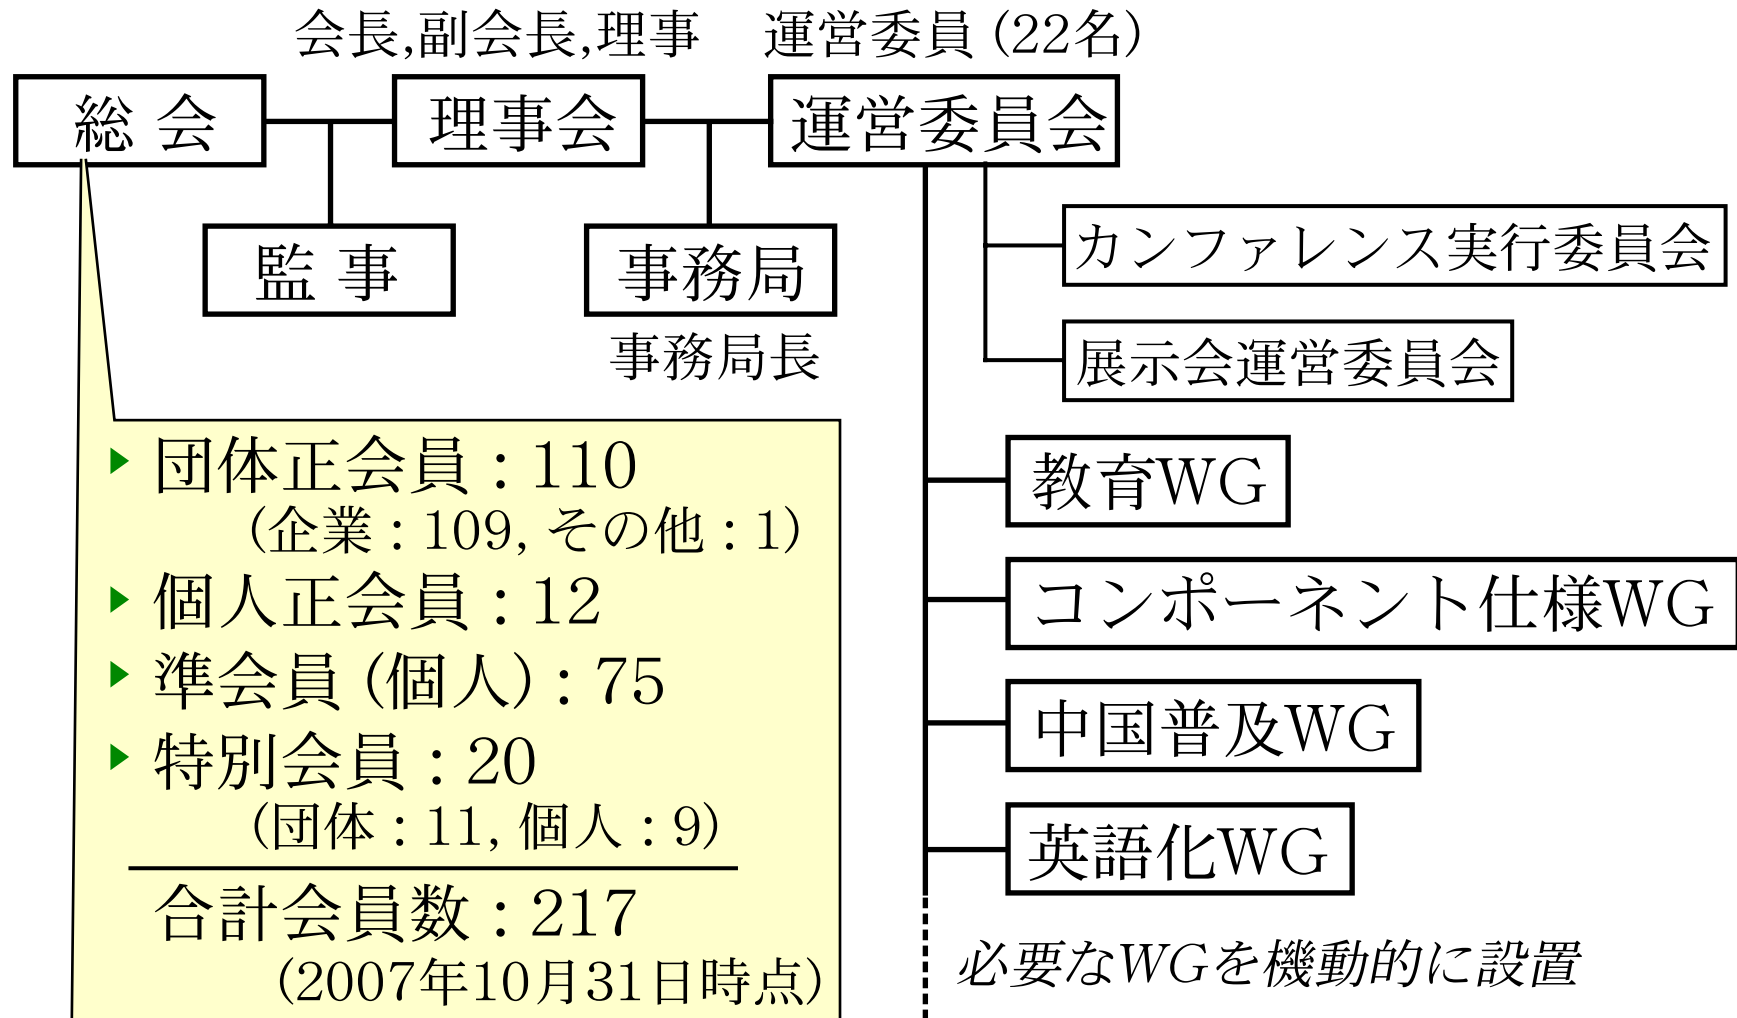 会長,副会長,理事
運営委員 (22名)
総 会
理事会
運営委員会
監 事
事務局
事務局長
カンファレンス実行委員会
展示会運営委員会
教育WG
コンポーネント仕様WG
中国普及WG
英語化WG
必要なWGを機動的に設置
団体正会員：110
(企業：109, その他：1)
個人正会員：12
準会員 (個人)：75
特別会員：20
(団体：11, 個人：9)
合計会員数：217
(2007年10月31日時点)